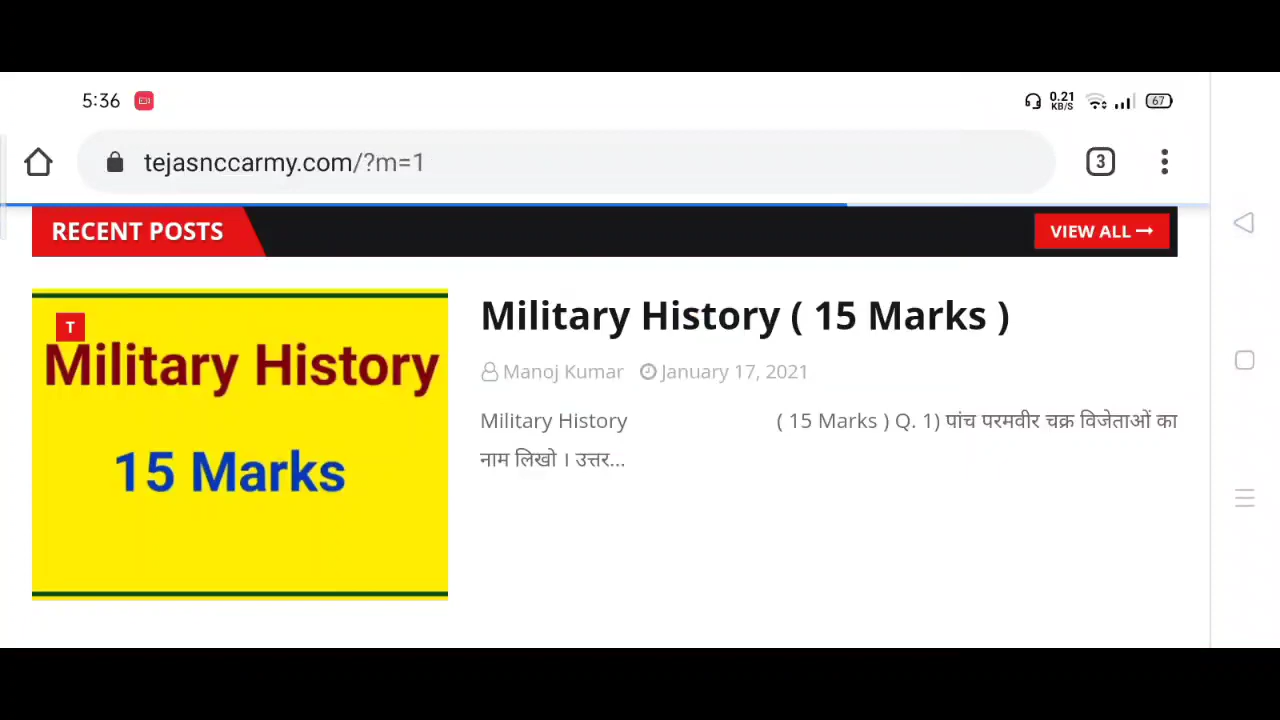 5:36
0.21
KB/S
67
tejasnccarmy.com/?m=1
3
RECENT POSTS
VIEW ALL
T
Military History
15 Marks
Military History ( 15 Marks )
Manoj Kumar January 17, 2021
Military History ( 15 Marks ) Q. 1) पांच परमवीर चक्र विजेताओं का
नाम लिखो । उत्तर...